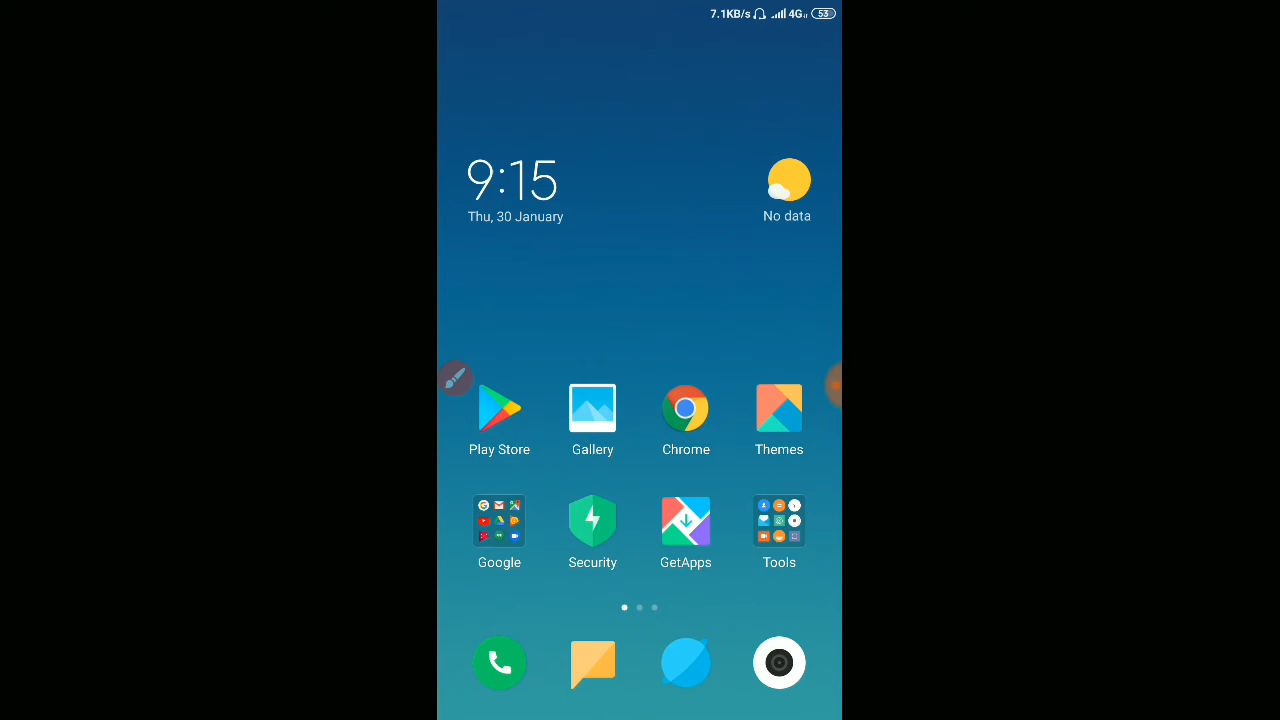 7.1KB/s 4G 53
9:15
Thu, 30 January
No data
Play Store Gallery Chrome Themes
Google Security GetApps Tools